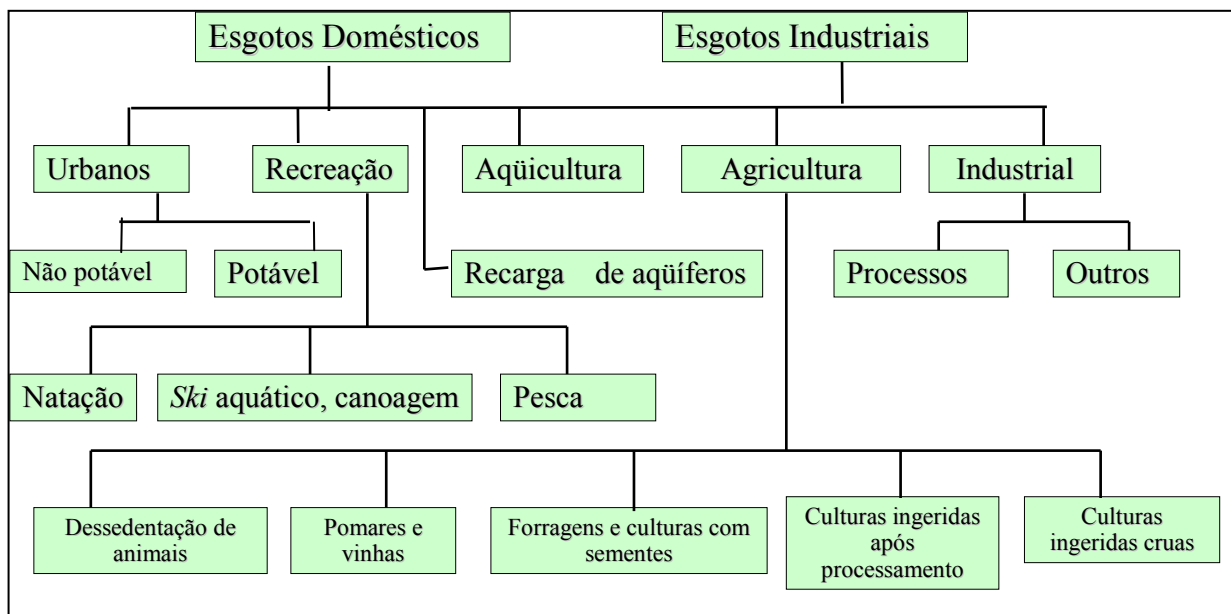 Esgotos Domésticos
Esgotos Industriais
Urbanos
Recreação
Aqüicultura
Agricultura
Industrial
Não potável
Potável
Recarga de aqüíferos
Processos
Outros
Natação
Ski aquático, canoagem
Pesca
Dessedentação de
animais
Pomares e
vinhas
Forragens e culturas com
sementes
Culturas ingeridas
após
processamento
Culturas
ingeridas cruas